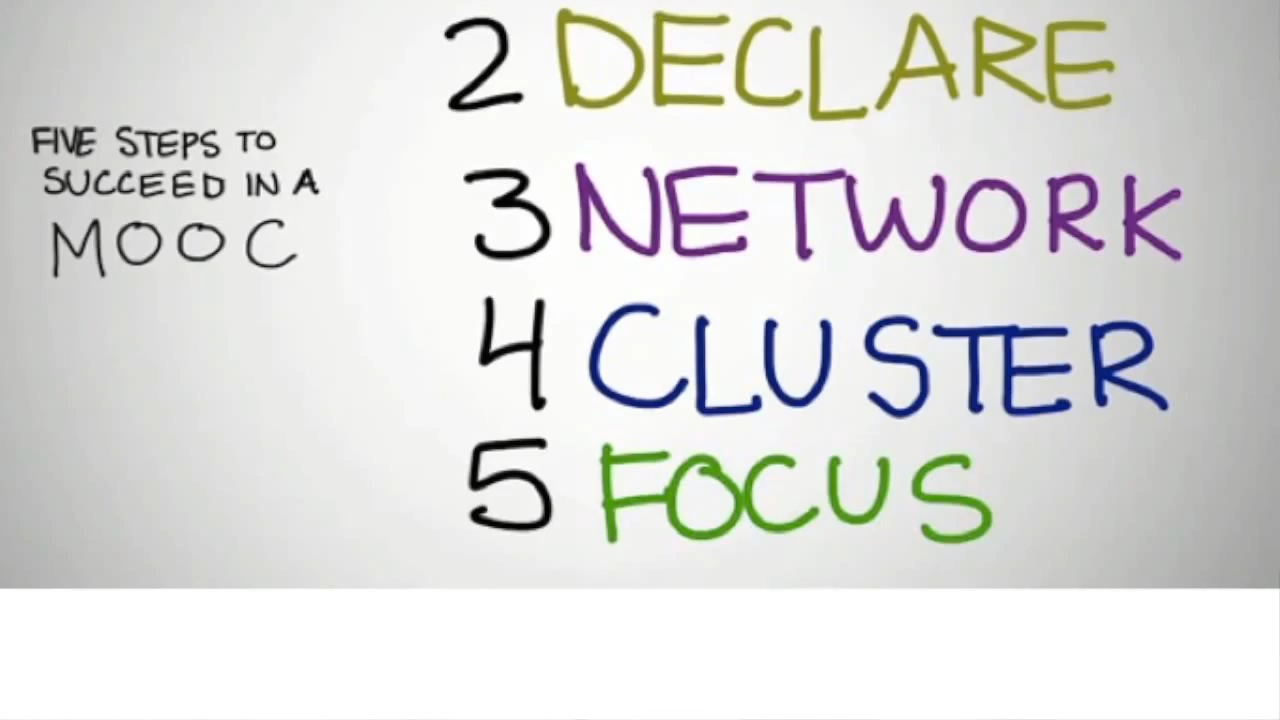 FIVE STEPS TO
SUCCEED IN A
MOOC
2 DECLARE
3 NETWORK
4 CLUSTER
5 FOCUS